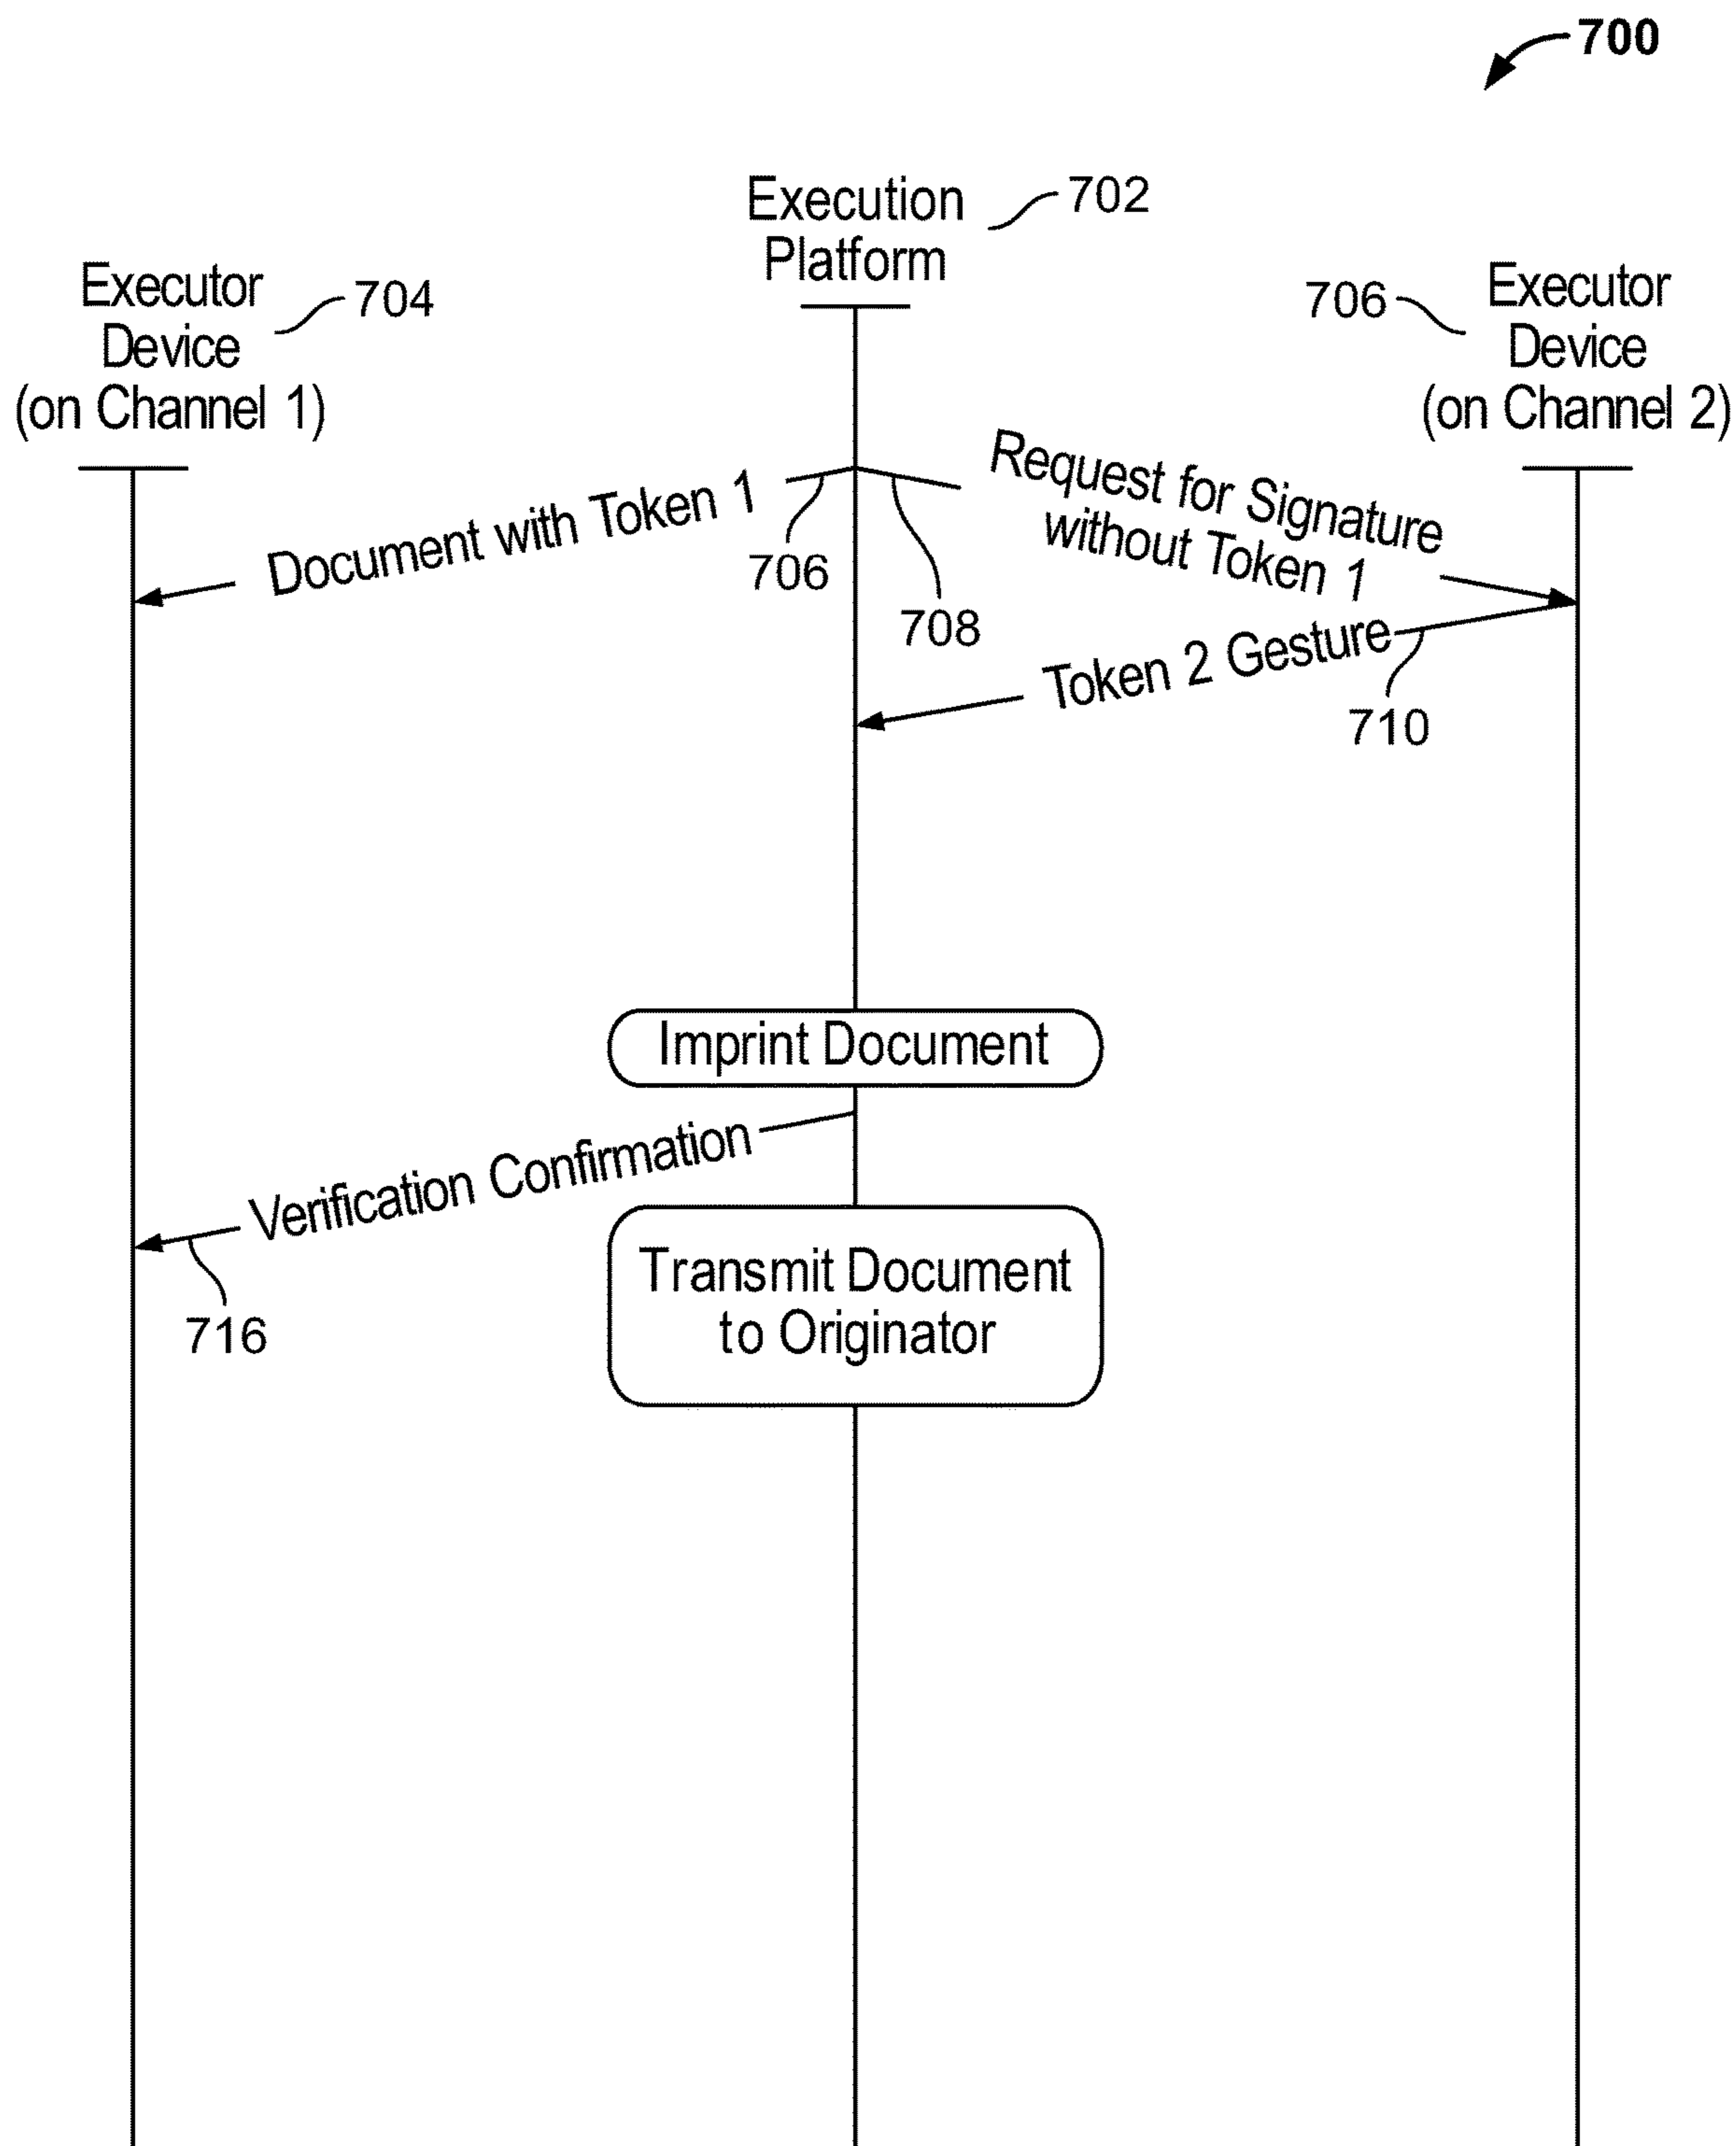 700
Execution
Platform
702
Executor
Device
(on Channel 1)
704
706
Executor
Device
(on Channel 2)
Document with Token 1
706
Request for Signature
without Token 1
708
Token 2 Gesture
710
Imprint Document
Verification Confirmation
716
Transmit Document
to Originator